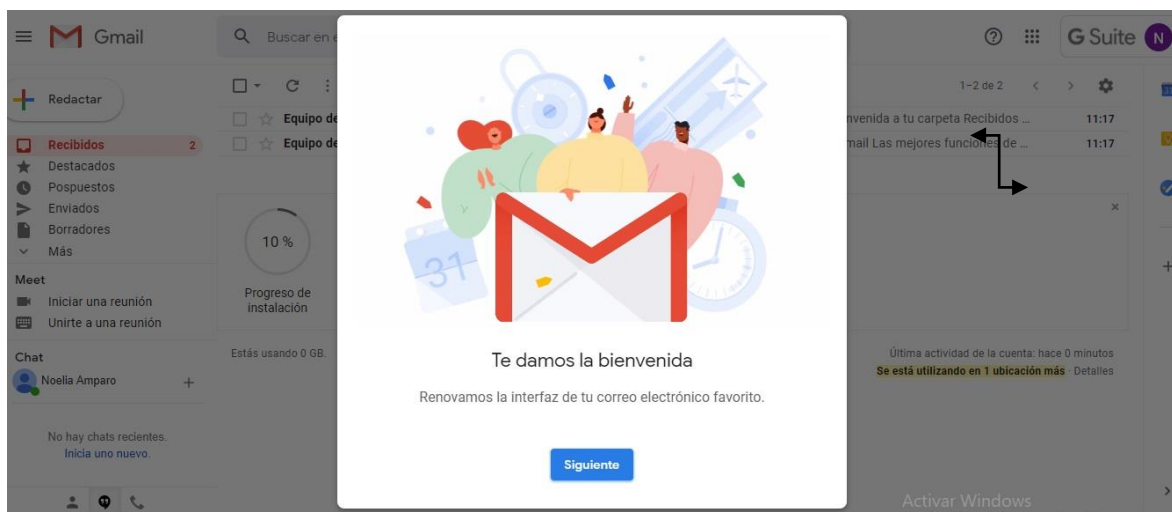 Gmail
Buscar en e
G Suite
N
Redactar
1–2 de 2
Equipo de
nvenida a tu carpeta Recibidos ...
11:17
Recibidos
2
Equipo de
mail Las mejores funciones de ...
11:17
Destacados
Pospuestos
Enviados
Borradores
Más
10 %
Progreso de
instalación
31
Meet
Iniciar una reunión
Unirte a una reunión
Chat
Noelia Amparo
No hay chats recientes.
Inicia uno nuevo.
Estás usando 0 GB.
Te damos la bienvenida
Renovamos la interfaz de tu correo electrónico favorito.
Siguiente
Última actividad de la cuenta: hace 0 minutos
Se está utilizando en 1 ubicación más · Detalles
Activar Windows